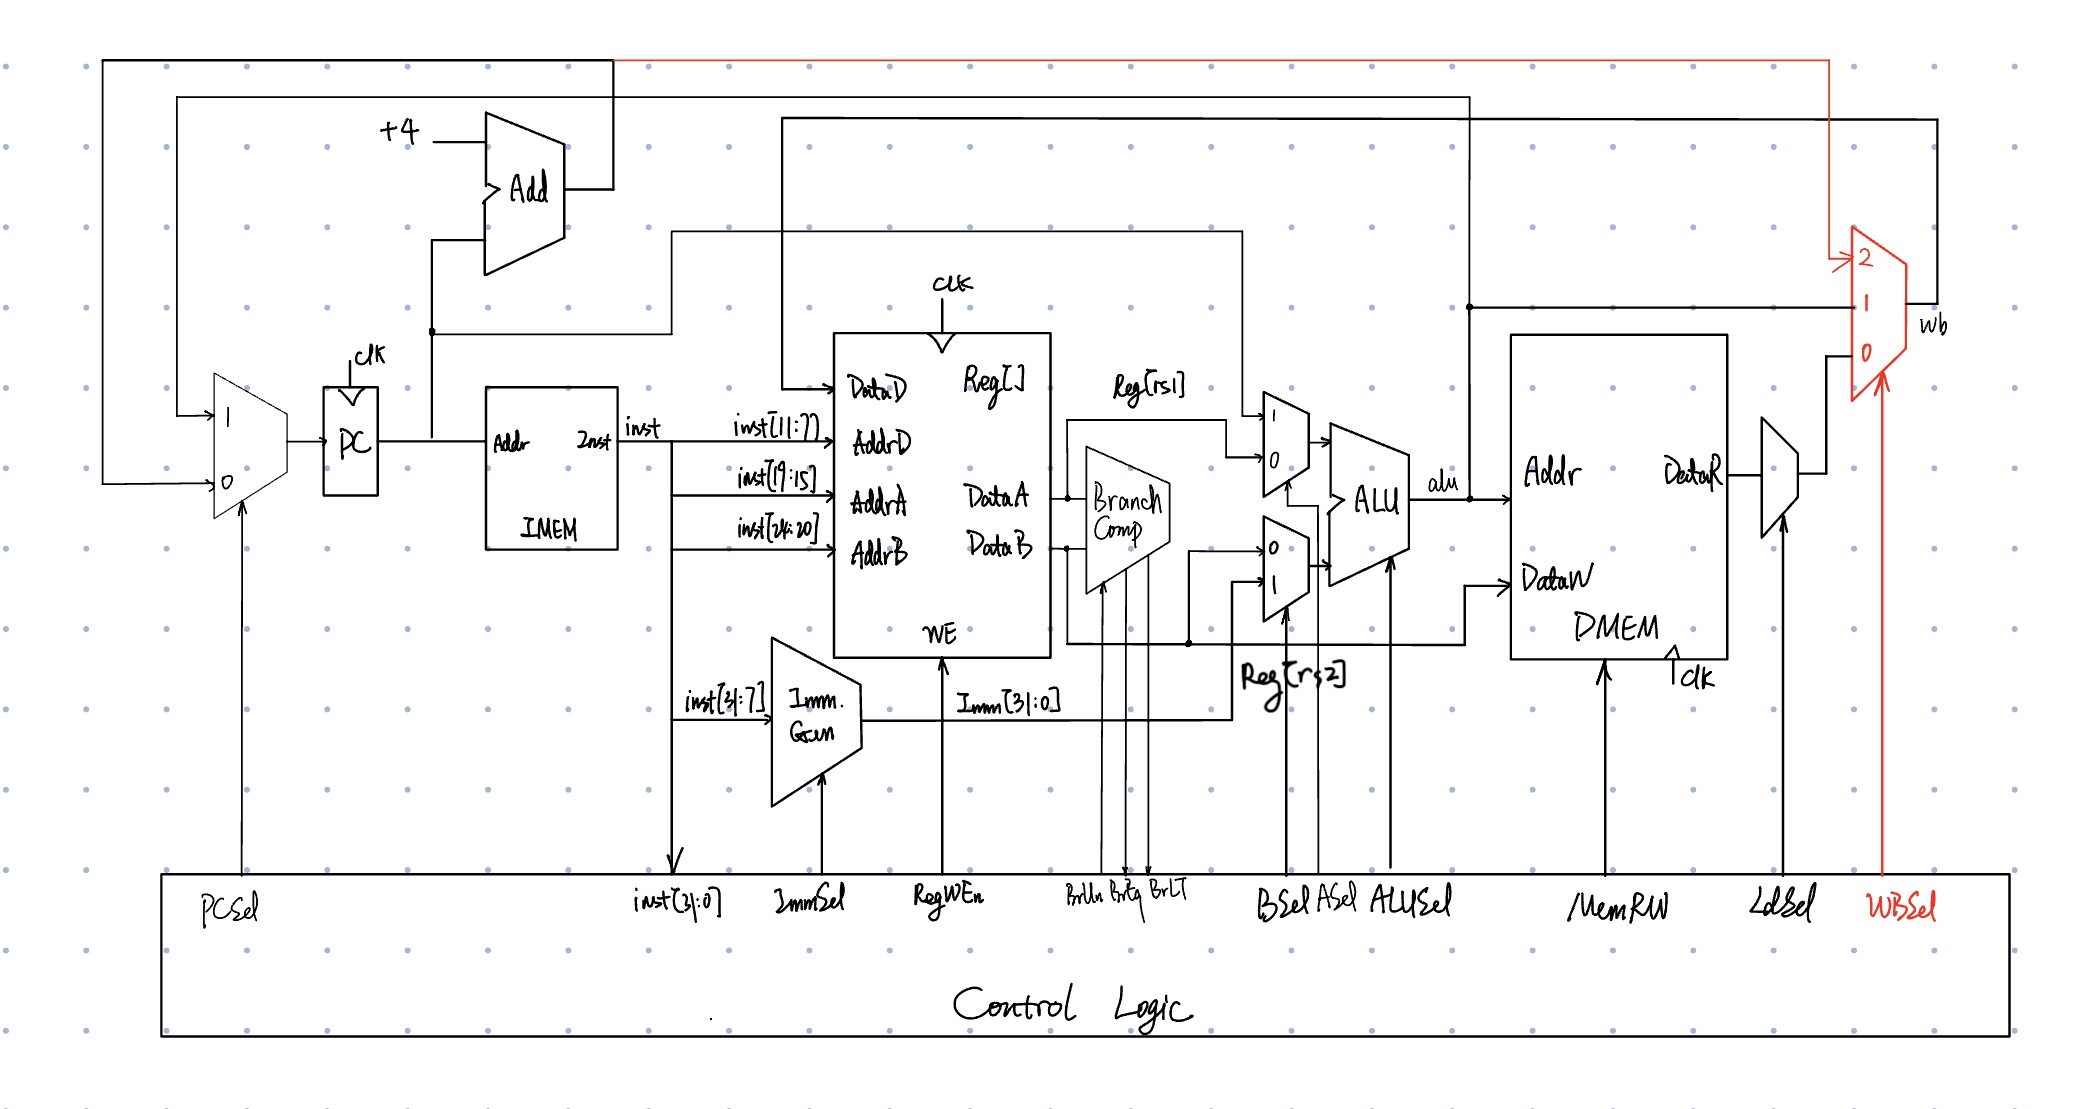 +4
Add
2
clk
1
wb
0
clk
Reg[]
Reg[rs1]
1
DataD
1
PC
Addr
Inst
inst
inst[11:7]
AddrD
0
0
inst[19:15]
AddrA
DataA
Branch
Comp
ALU
alu
Addr
DataR
IMEM
inst[24:20]
AddrB
DataB
0
1
DataW
WE
DMEM
clk
Reg[rs2]
inst[31:7]
Imm.
Gen
Imm[31:0]
PCSel
inst[31:0]
ImmSel
RegWEn
BrUn
BrEq
BrLT
BSel
ASel
ALUSel
MemRW
LdSel
WBSel
Control Logic